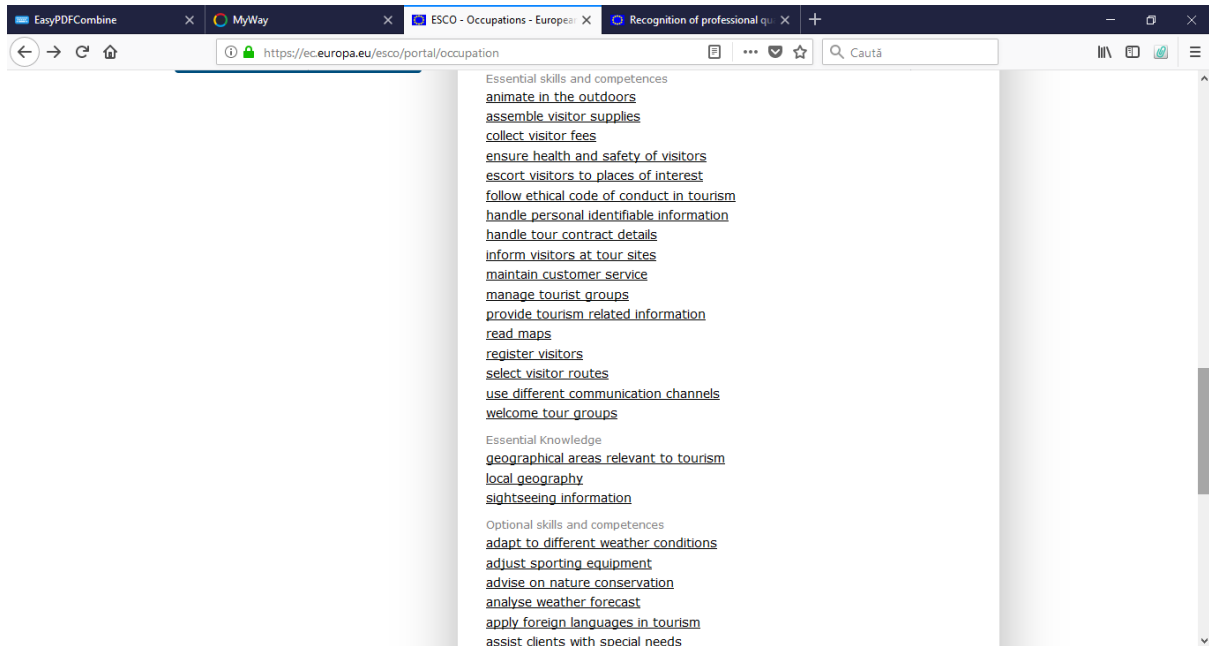 EasyPDFCombine
MyWay
ESCO - Occupations - European
Recognition of professional qu
https://ec.europa.eu/esco/portal/occupation
Caută
Essential skills and competences
animate in the outdoors
assemble visitor supplies
collect visitor fees
ensure health and safety of visitors
escort visitors to places of interest
follow ethical code of conduct in tourism
handle personal identifiable information
handle tour contract details
inform visitors at tour sites
maintain customer service
manage tourist groups
provide tourism related information
read maps
register visitors
select visitor routes
use different communication channels
welcome tour groups
Essential Knowledge
geographical areas relevant to tourism
local geography
sightseeing information
Optional skills and competences
adapt to different weather conditions
adjust sporting equipment
advise on nature conservation
analyse weather forecast
apply foreign languages in tourism
assist clients with special needs